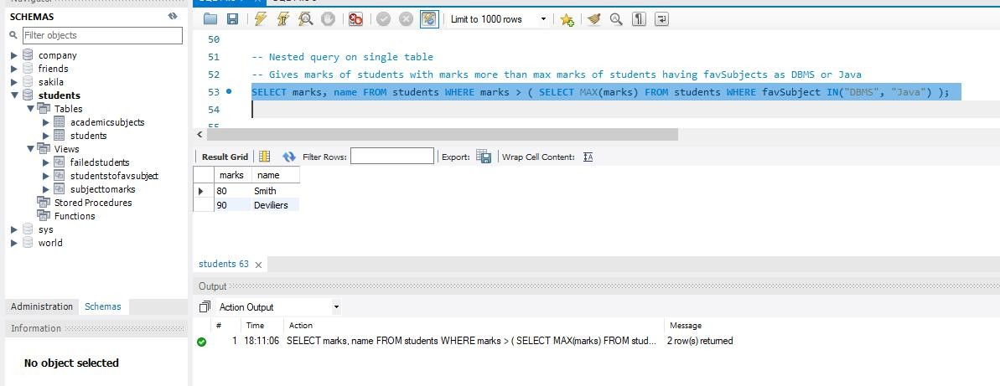 SCHEMAS
Filter objects
company
friends
sakila
students
Tables
academicsubjects
students
Views
failedstudents
studentstofavsubject
subjecttomarks
Stored Procedures
Functions
sys
world
Administration Schemas
Information
No object selected
Limit to 1000 rows
50
51 -- Nested query on single table
52 -- Gives marks of students with marks more than max marks of students having favSubjects as DBMS or Java
53 SELECT marks, name FROM students WHERE marks > ( SELECT MAX(marks) FROM students WHERE favSubject IN("DBMS", "Java") );
54
55
Result Grid Filter Rows: Export: Wrap Cell Content:
marks name
80 Smith
90 Deviliers
students 63
Output
Action Output
# Time Action Message
1 18:11:06 SELECT marks, name FROM students WHERE marks > ( SELECT MAX(marks) FROM stud... 2 row(s) returned